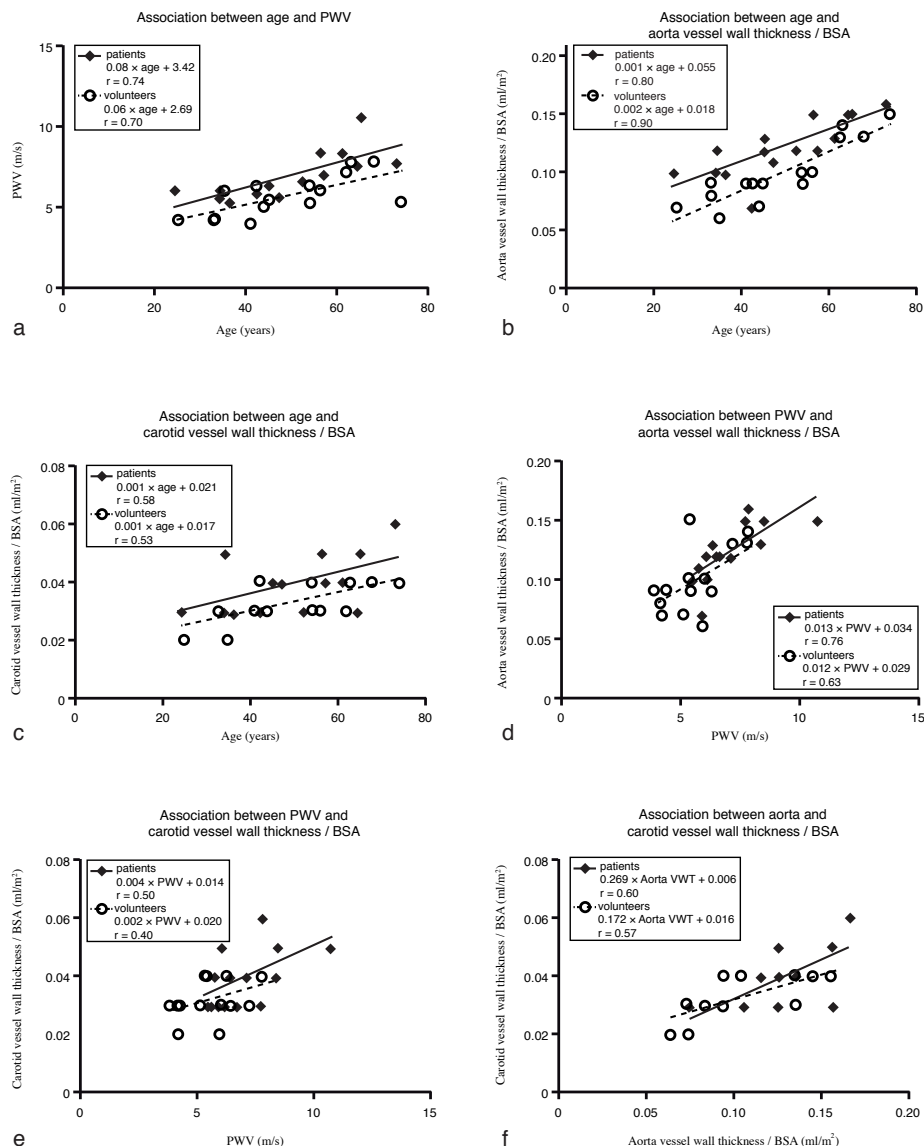 Association between age and PWV
patients
0.08 × age + 3.42
r = 0.74
volunteers
0.06 × age + 2.69
r = 0.70
15
10
5
0
PWV (m/s)
0 20 40 60 80
Age (years)
a
Association between age and
aorta vessel wall thickness / BSA
patients
0.001 × age + 0.055
r = 0.80
volunteers
0.002 × age + 0.018
r = 0.90
0.20
0.15
0.10
0.05
0.00
Aorta vessel wall thickness / BSA (ml/m²)
0 20 40 60 80
Age (years)
b
Association between age and
carotid vessel wall thickness / BSA
patients
0.001 × age + 0.021
r = 0.58
volunteers
0.001 × age + 0.017
r = 0.53
0.08
0.06
0.04
0.02
0.00
Carotid vessel wall thickness / BSA (ml/m²)
0 20 40 60 80
Age (years)
c
Association between PWV and
aorta vessel wall thickness / BSA
0.20
0.15
0.10
0.05
0.00
Aorta vessel wall thickness / BSA (ml/m²)
patients
0.013 × PWV + 0.034
r = 0.76
volunteers
0.012 × PWV + 0.029
r = 0.63
0 5 10 15
PWV (m/s)
d
Association between PWV and
carotid vessel wall thickness / BSA
patients
0.004 × PWV + 0.014
r = 0.50
volunteers
0.002 × PWV + 0.020
r = 0.40
0.08
0.06
0.04
0.02
0.00
Carotid vessel wall thickness / BSA (ml/m²)
0 5 10 15
PWV (m/s)
e
Association between aorta and
carotid vessel wall thickness / BSA
patients
0.269 × Aorta VWT + 0.006
r = 0.60
volunteers
0.172 × Aorta VWT + 0.016
r = 0.57
0.08
0.06
0.04
0.02
0.00
Carotid vessel wall thickness / BSA (ml/m²)
0.00 0.05 0.10 0.15 0.20
Aorta vessel wall thickness / BSA (ml/m²)
f